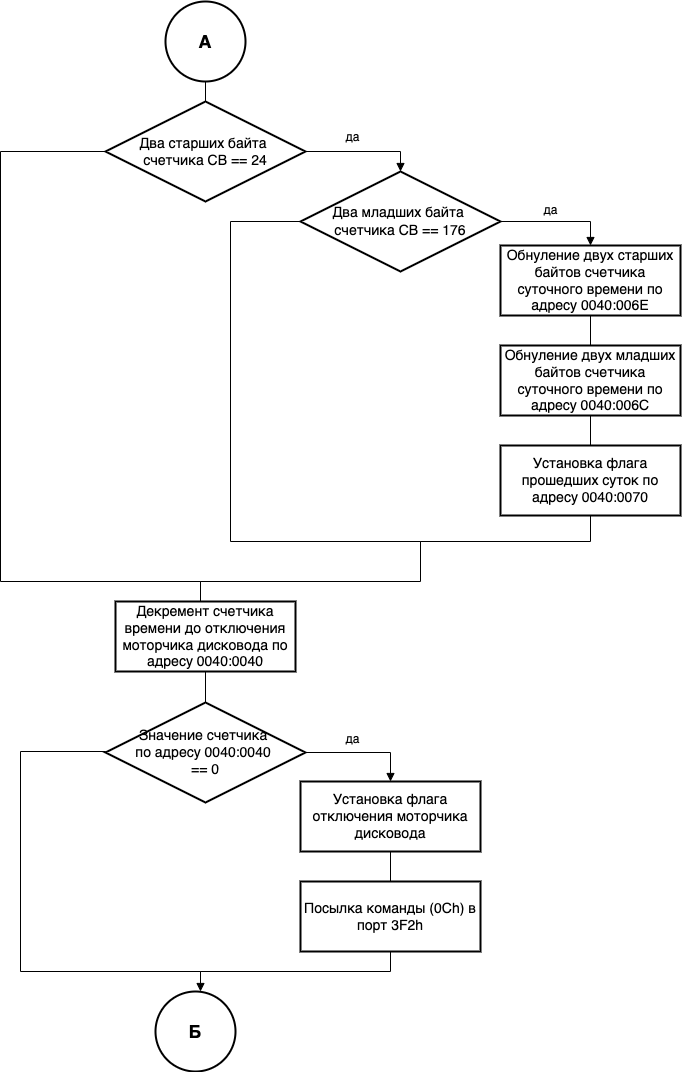 А
Два старших байта
счетчика СВ == 24
да
Два младших байта
счетчика СВ == 176
да
Обнуление двух старших
байтов счетчика
суточного времени по
адресу 0040:006E
Обнуление двух младших
байтов счетчика
суточного времени по
адресу 0040:006C
Установка флага
прошедших суток по
адресу 0040:0070
Декремент счетчика
времени до отключения
моторчика дисковода по
адресу 0040:0040
Значение счетчика
по адресу 0040:0040
== 0
да
Установка флага
отключения моторчика
дисковода
Посылка команды (0Ch) в
порт 3F2h
Б